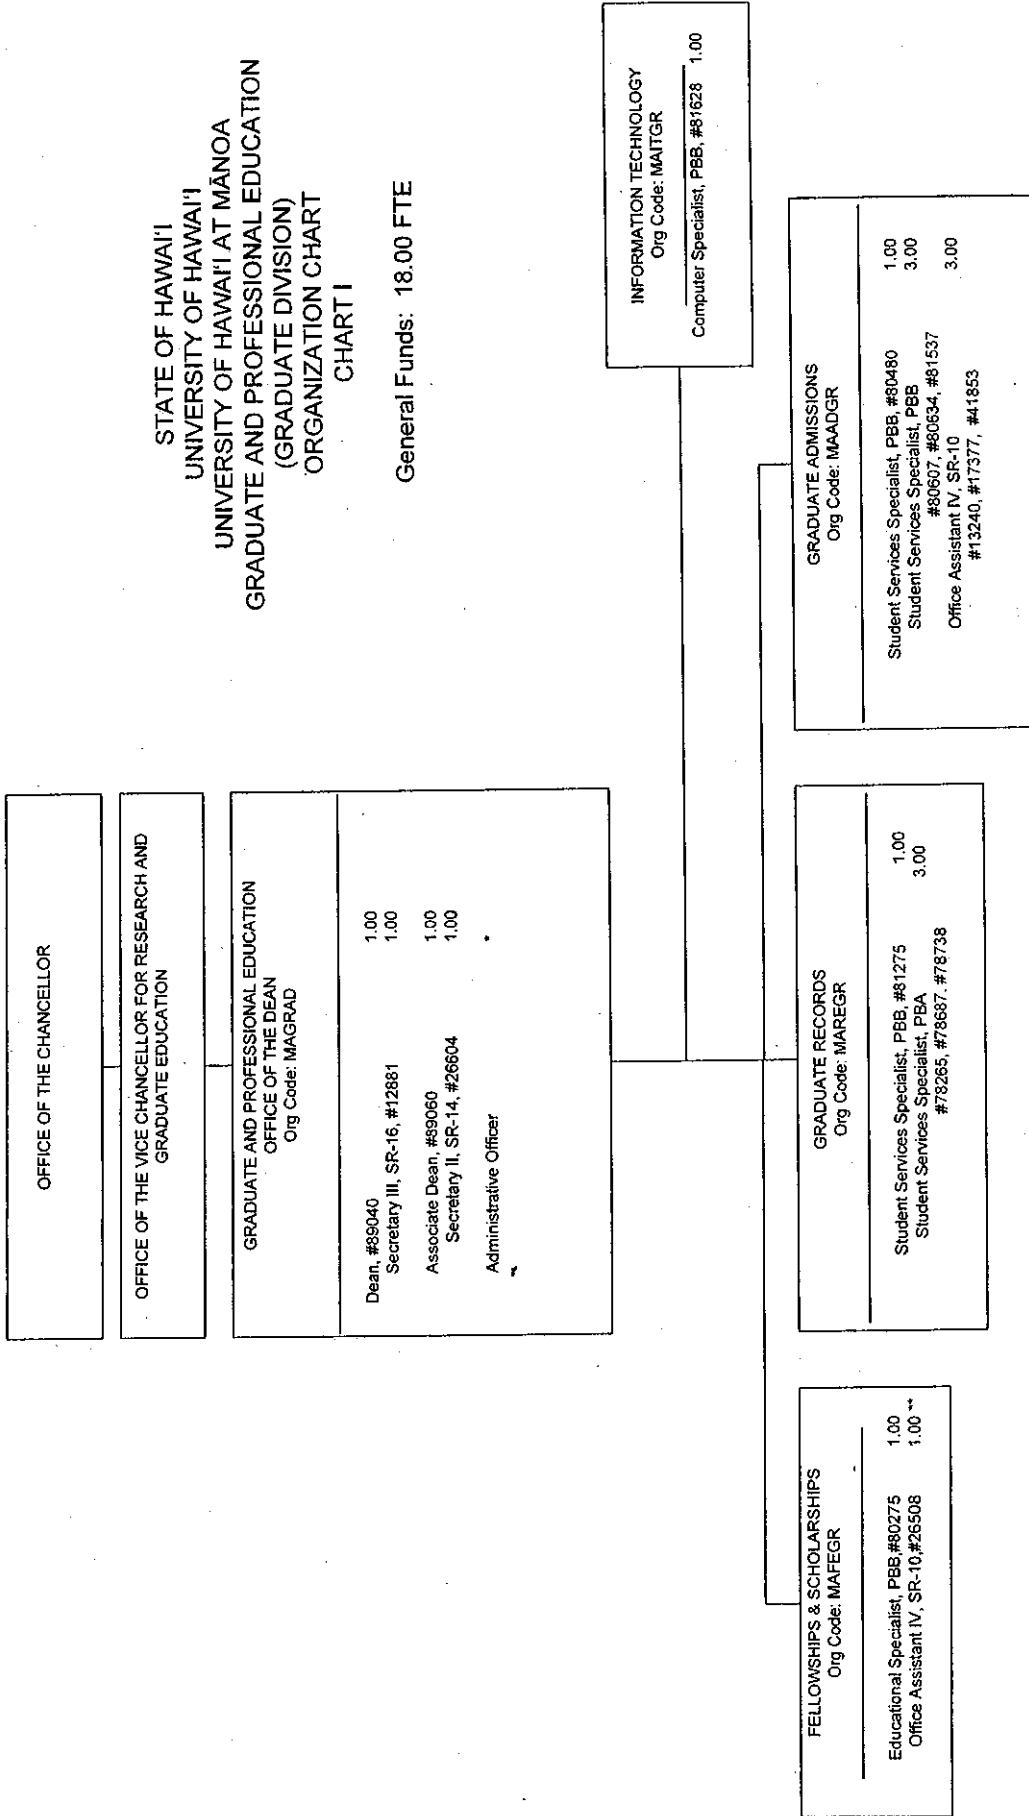 STATE OF HAWAI'I
UNIVERSITY OF HAWAI'I
UNIVERSITY OF HAWAI'I AT MĀNOA
GRADUATE AND PROFESSIONAL EDUCATION
(GRADUATE DIVISION)
ORGANIZATION CHART
CHART I
General Funds: 18.00 FTE
OFFICE OF THE CHANCELLOR
OFFICE OF THE VICE CHANCELLOR FOR RESEARCH AND
GRADUATE EDUCATION
GRADUATE AND PROFESSIONAL EDUCATION
OFFICE OF THE DEAN
Org Code: MAGRAD
Dean, #89040 1.00
Secretary III, SR-16, #12881 1.00
Associate Dean, #89060 1.00
Secretary II, SR-14, #26604 1.00
Administrative Officer *
INFORMATION TECHNOLOGY
Org Code: MAITGR
Computer Specialist, PBB, #81628 1.00
FELLOWSHIPS & SCHOLARSHIPS
Org Code: MAFEGR
Educational Specialist, PBB,#80275 1.00
Office Assistant IV, SR-10,#26508 1.00 **
GRADUATE RECORDS
Org Code: MAREGR
Student Services Specialist, PBB, #81275 1.00
Student Services Specialist, PBA 3.00
#78265, #78687. #78738
GRADUATE ADMISSIONS
Org Code: MAADGR
Student Services Specialist, PBB, #80480 1.00
Student Services Specialist, PBB 3.00
#80607, #80634, #81537
Office Assistant IV, SR-10 3.00
#13240, #17377, #41853